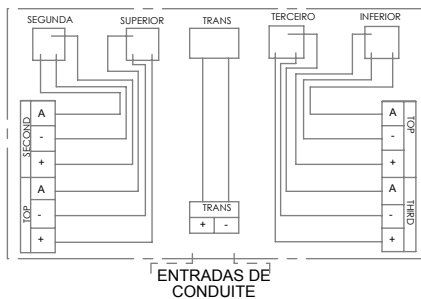 SEGUNDA
SUPERIOR
TRANS
TERCEIRO
INFERIOR
SECOND
A
-
+
TOP
A
-
+
TRANS
+ -
A
-
+
TOP
A
-
+
THIRD
ENTRADAS DE
CONDUITE